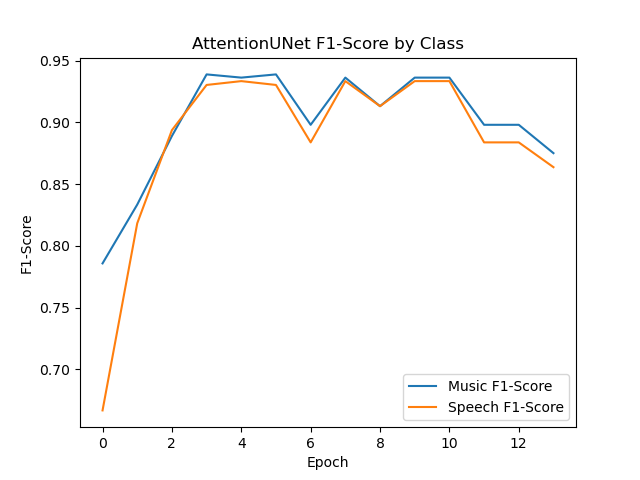 AttentionUNet F1-Score by Class
F1-Score
0.95
0.90
0.85
0.80
0.75
0.70
0 2 4 6 8 10 12
Epoch
Music F1-Score
Speech F1-Score